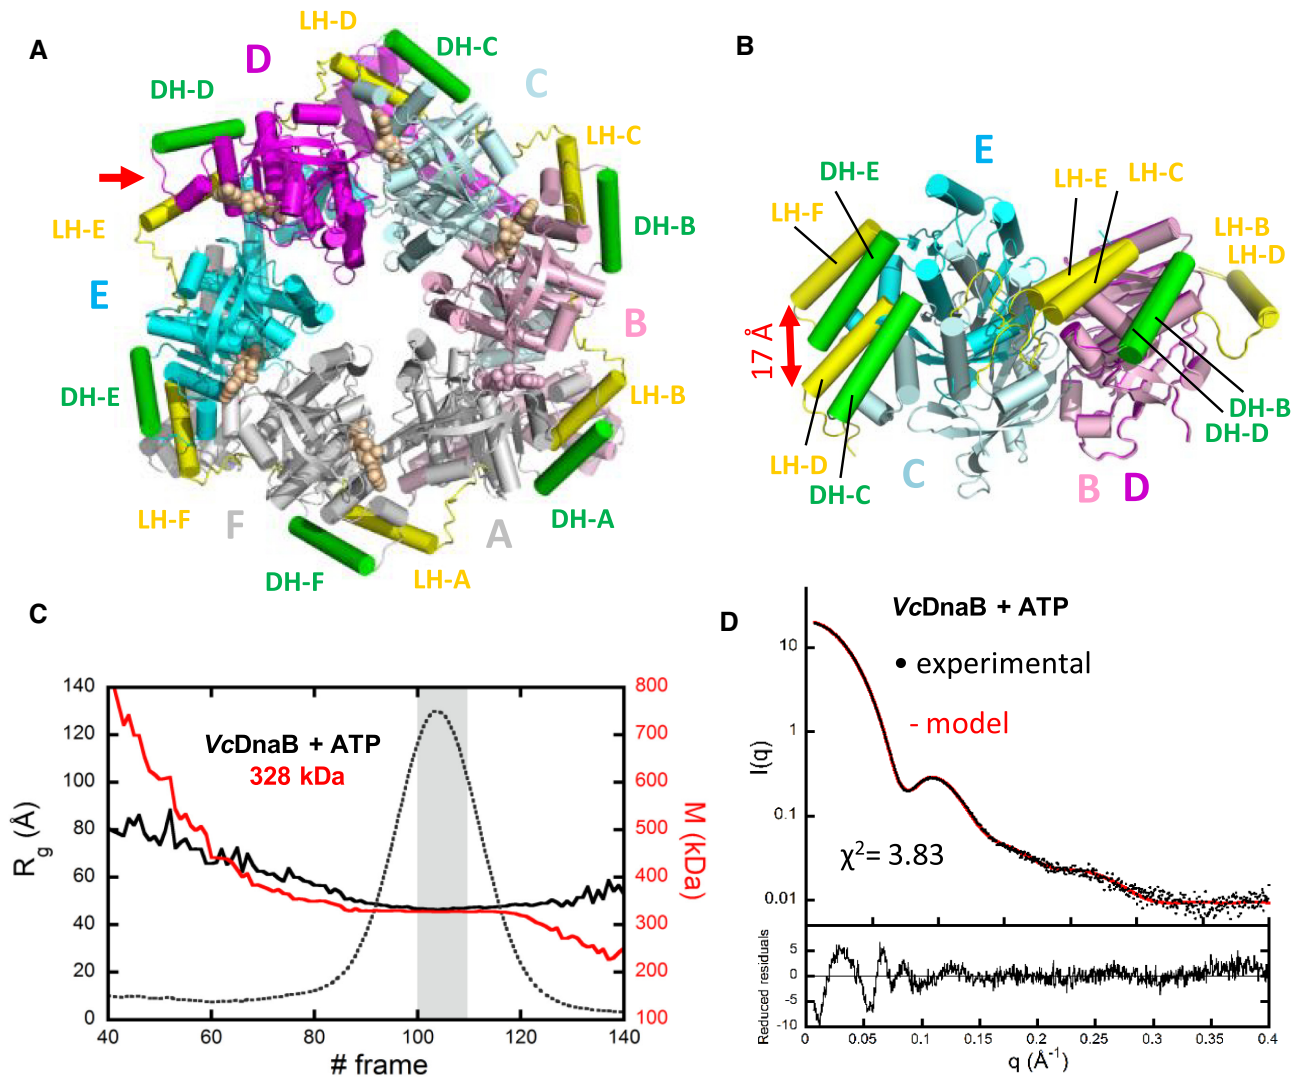 A
LH-D
DH-C
D
C
DH-D
LH-C
LH-E
DH-B
E
B
DH-E
LH-B
LH-F
F
A
DH-A
DH-F
LH-A
B
E
DH-E
LH-E
LH-C
LH-F
LH-B
LH-D
17 Å
DH-B
DH-D
LH-D
DH-C
C
B
D
C
VcDnaB + ATP
328 kDa
Rg (Å)
140
120
100
80
60
40
20
0
M (kDa)
800
700
600
500
400
300
200
100
40
60
80
100
120
140
# frame
D
VcDnaB + ATP
• experimental
- model
χ²= 3.83
I(q)
10
1
0.1
0.01
Reduced residuals
5
0
-5
-10
0
0.05
0.1
0.15
0.2
0.25
0.3
0.35
0.4
q (Å⁻¹)